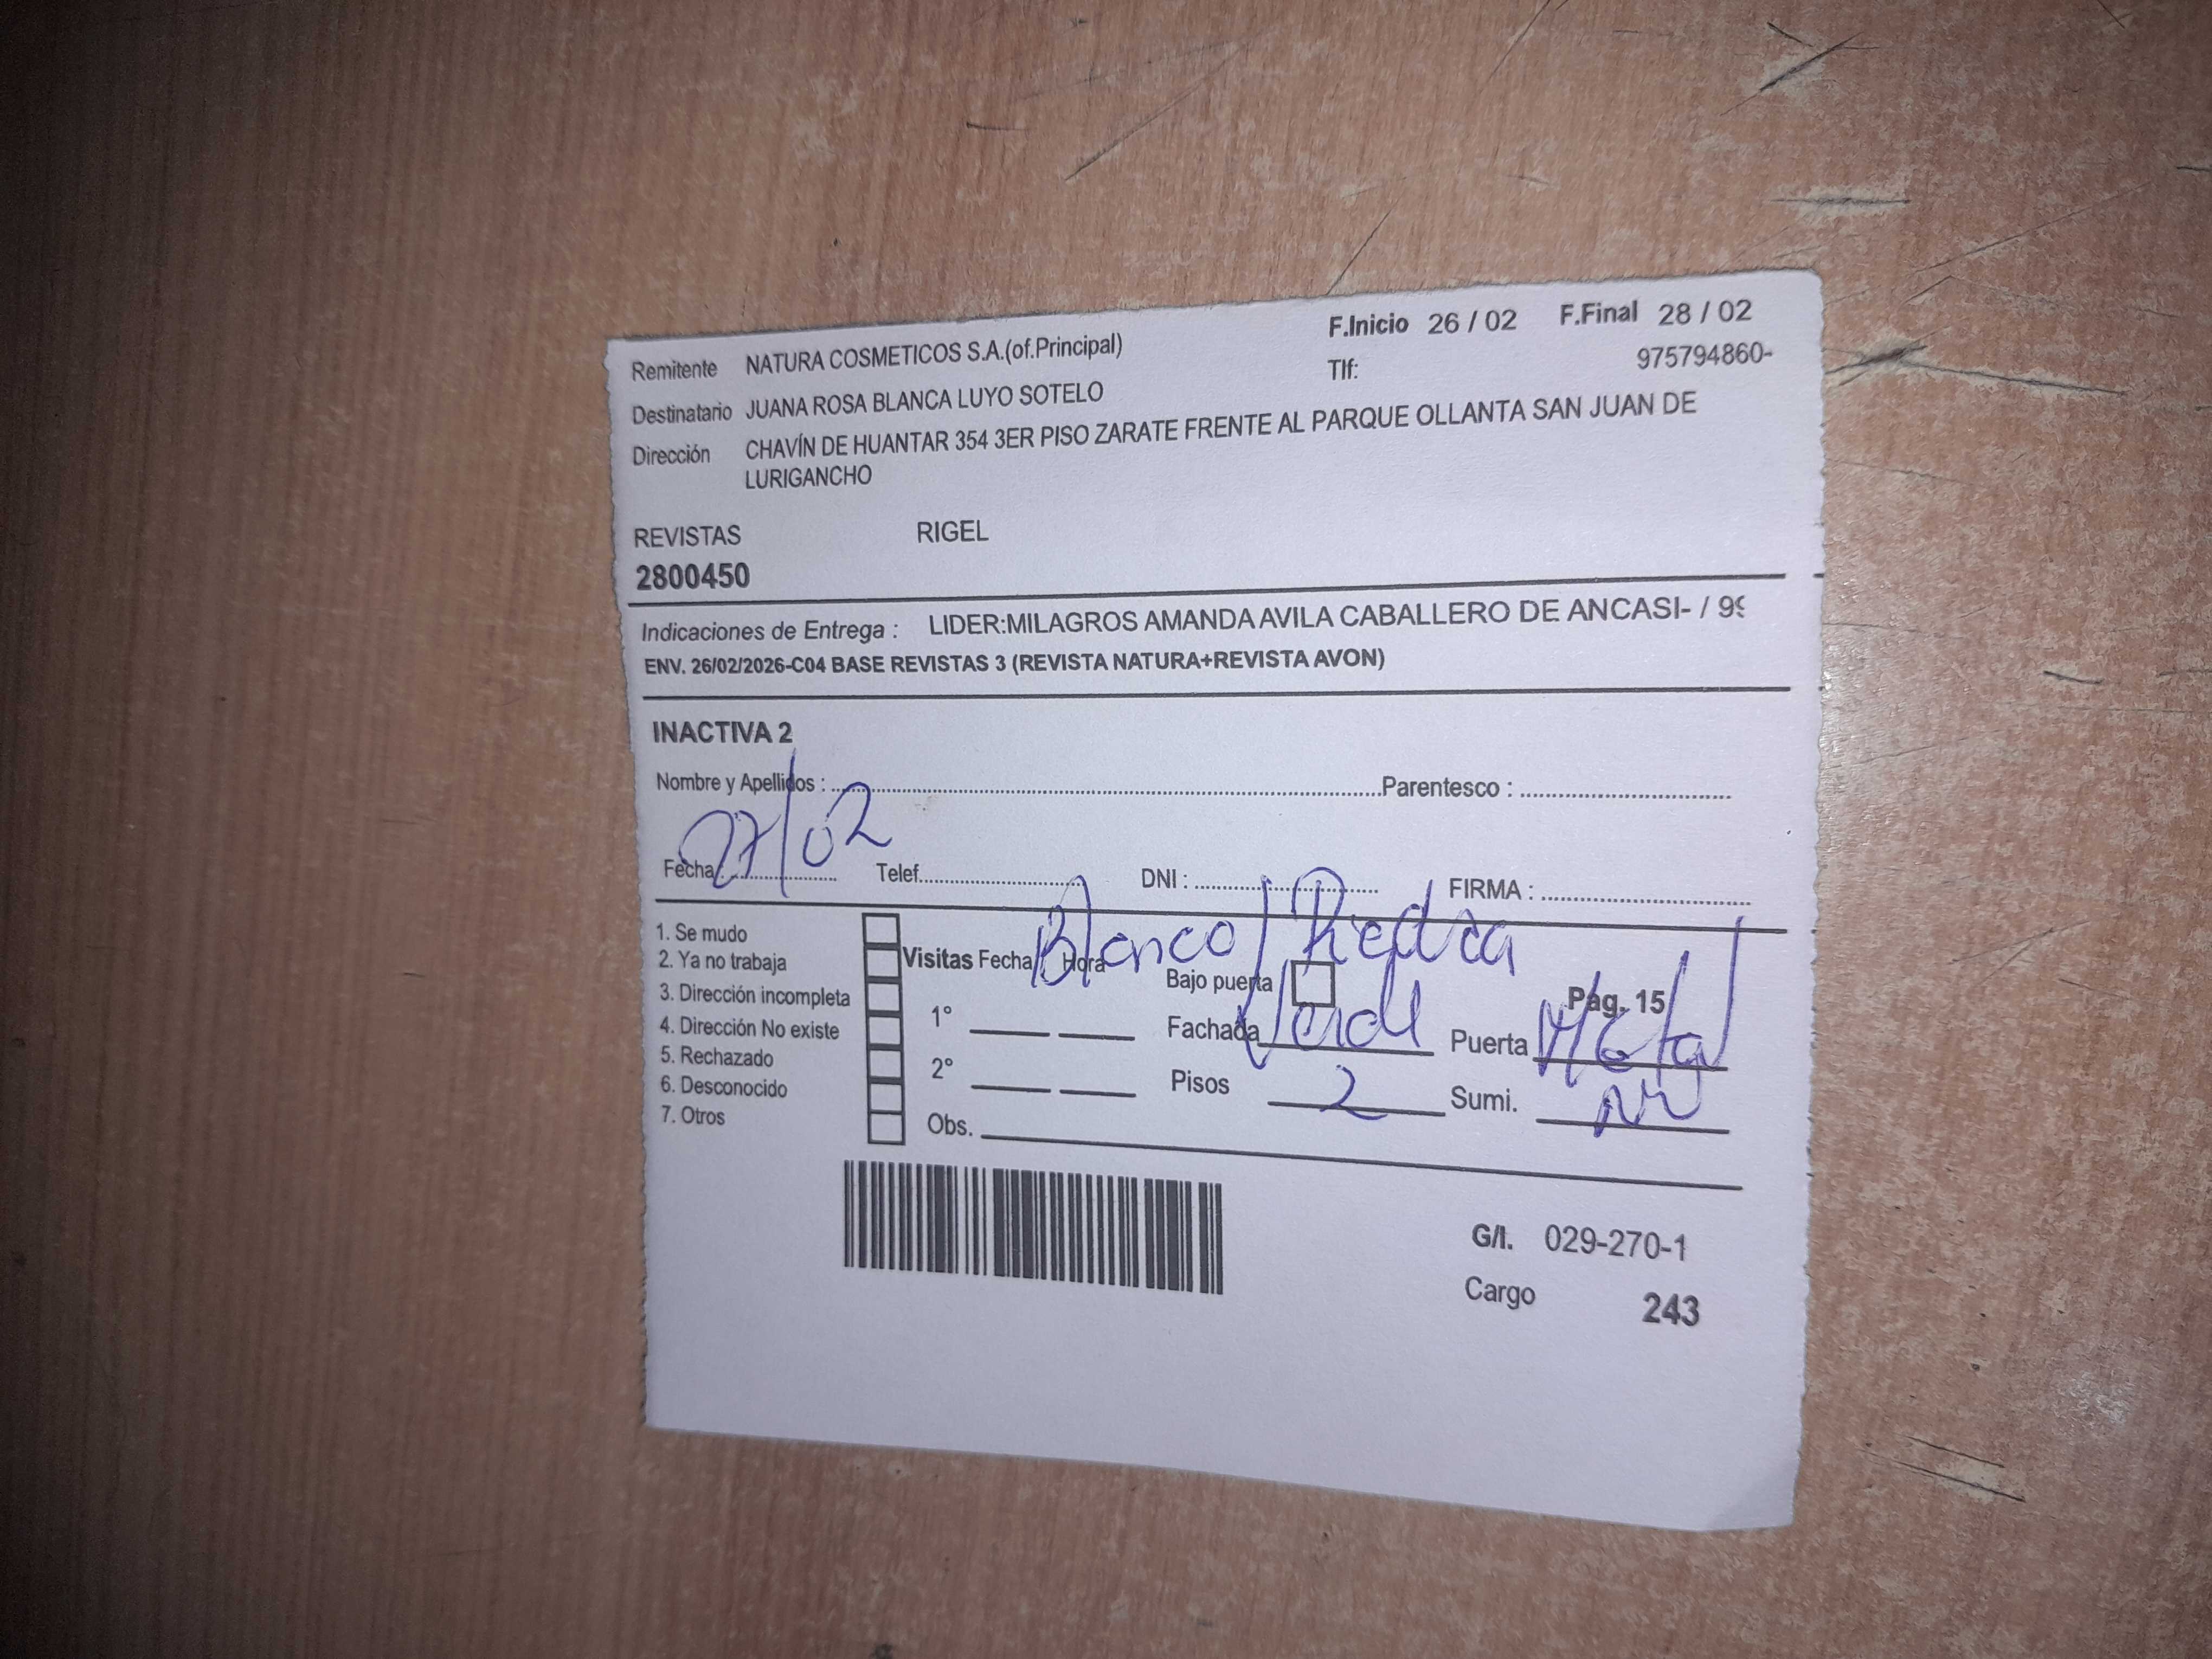 F.Inicio 26 / 02 F.Final 28 / 02
Remitente NATURA COSMETICOS S.A.(of.Principal) Tlf: 975794860-
Destinatario JUANA ROSA BLANCA LUYO SOTELO
Dirección CHAVÍN DE HUANTAR 354 3ER PISO ZARATE FRENTE AL PARQUE OLLANTA SAN JUAN DE
LURIGANCHO
REVISTAS RIGEL
2800450
Indicaciones de Entrega : LIDER:MILAGROS AMANDA AVILA CABALLERO DE ANCASI- / 99
ENV. 26/02/2026-C04 BASE REVISTAS 3 (REVISTA NATURA+REVISTA AVON)
INACTIVA 2
Nombre y Apellidos : Parentesco :
Fecha : 27/02 Telef. DNI : FIRMA :
Blanco/Piedra
1. Se mudo
2. Ya no trabaja
3. Dirección incompleta
4. Dirección No existe
5. Rechazado
6. Desconocido
7. Otros
Visitas Fecha / Hora Bajo puerta Pág. 15
1° Fachada Verde Puerta Metal
2° Pisos 2 Sumi.
Obs.
G/I. 029-270-1
Cargo 243